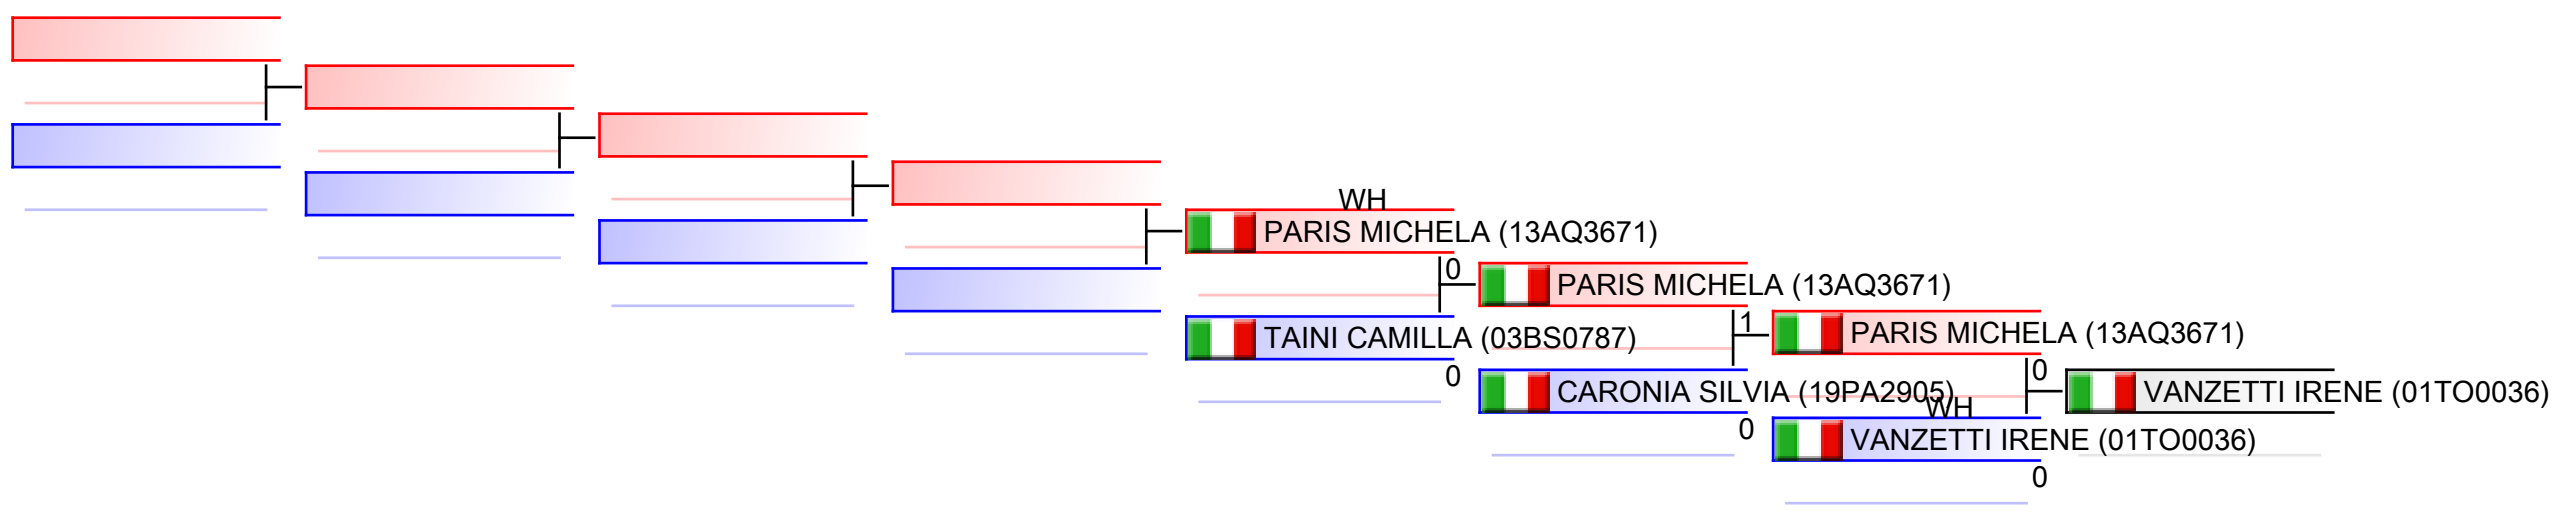 WH
PARIS MICHELA (13AQ3671)
0
TAINI CAMILLA (03BS0787)
0
PARIS MICHELA (13AQ3671)
1
CARONIA SILVIA (19PA2905)
0
PARIS MICHELA (13AQ3671)
0
WH
VANZETTI IRENE (01TO0036)
0
VANZETTI IRENE (01TO0036)